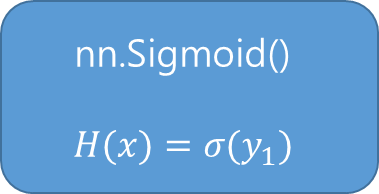 nn.Sigmoid()
H(x) = σ(y₁)